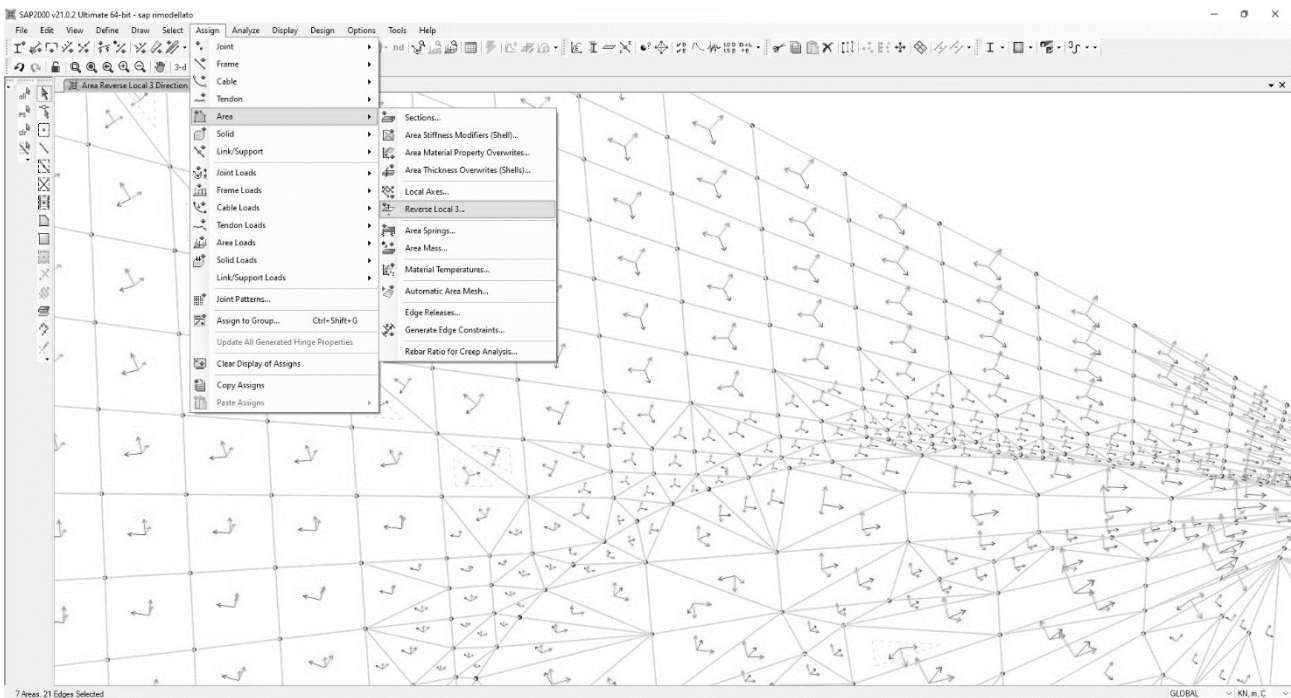 SAP2000 v21.0.2 Ultimate 64-bit - sap rimodellato
File Edit View Define Draw Select Assign Analyze Display Design Options Tools Help
nd
3-d
Area Reverse Local 3 Direction
all
ps
clr
Joint
Frame
Cable
Tendon
Area
Solid
Link/Support
Joint Loads
Frame Loads
Cable Loads
Tendon Loads
Area Loads
Solid Loads
Link/Support Loads
Joint Patterns...
Assign to Group... Ctrl+Shift+G
Update All Generated Hinge Properties
Clear Display of Assigns
Copy Assigns
Paste Assigns
Sections...
Area Stiffness Modifiers (Shell)...
Area Material Property Overwrites...
Area Thickness Overwrites (Shells)...
Local Axes...
Reverse Local 3...
Area Springs...
Area Mass...
Material Temperatures...
Automatic Area Mesh...
Edge Releases...
Generate Edge Constraints...
Rebar Ratio for Creep Analysis...
7 Areas, 21 Edges Selected
GLOBAL
KN, m, C